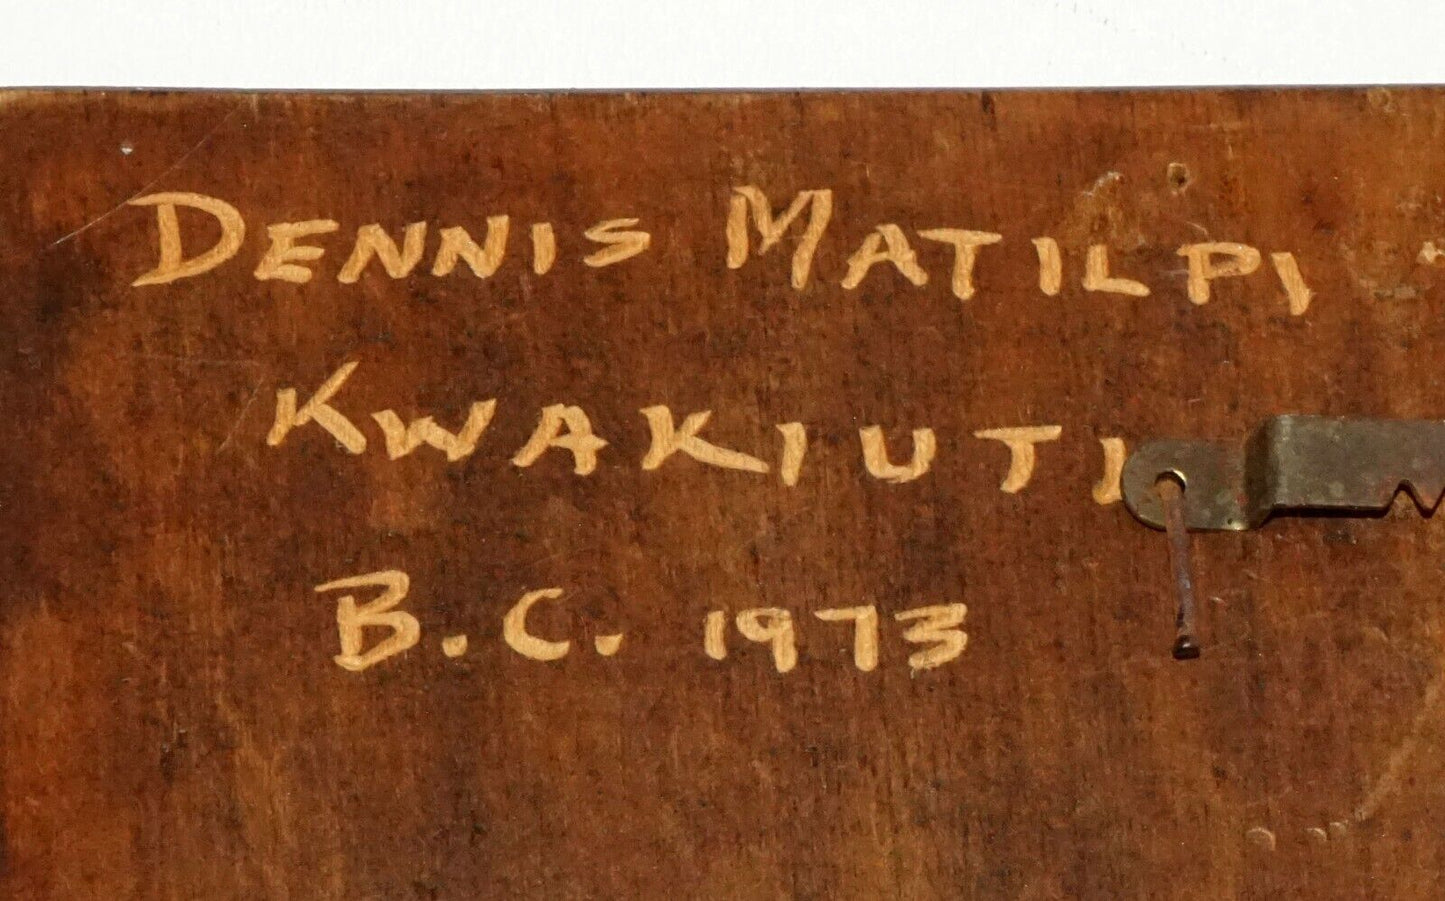 DENNIS MATILPI
KWAKIUTL
B.C. 1973